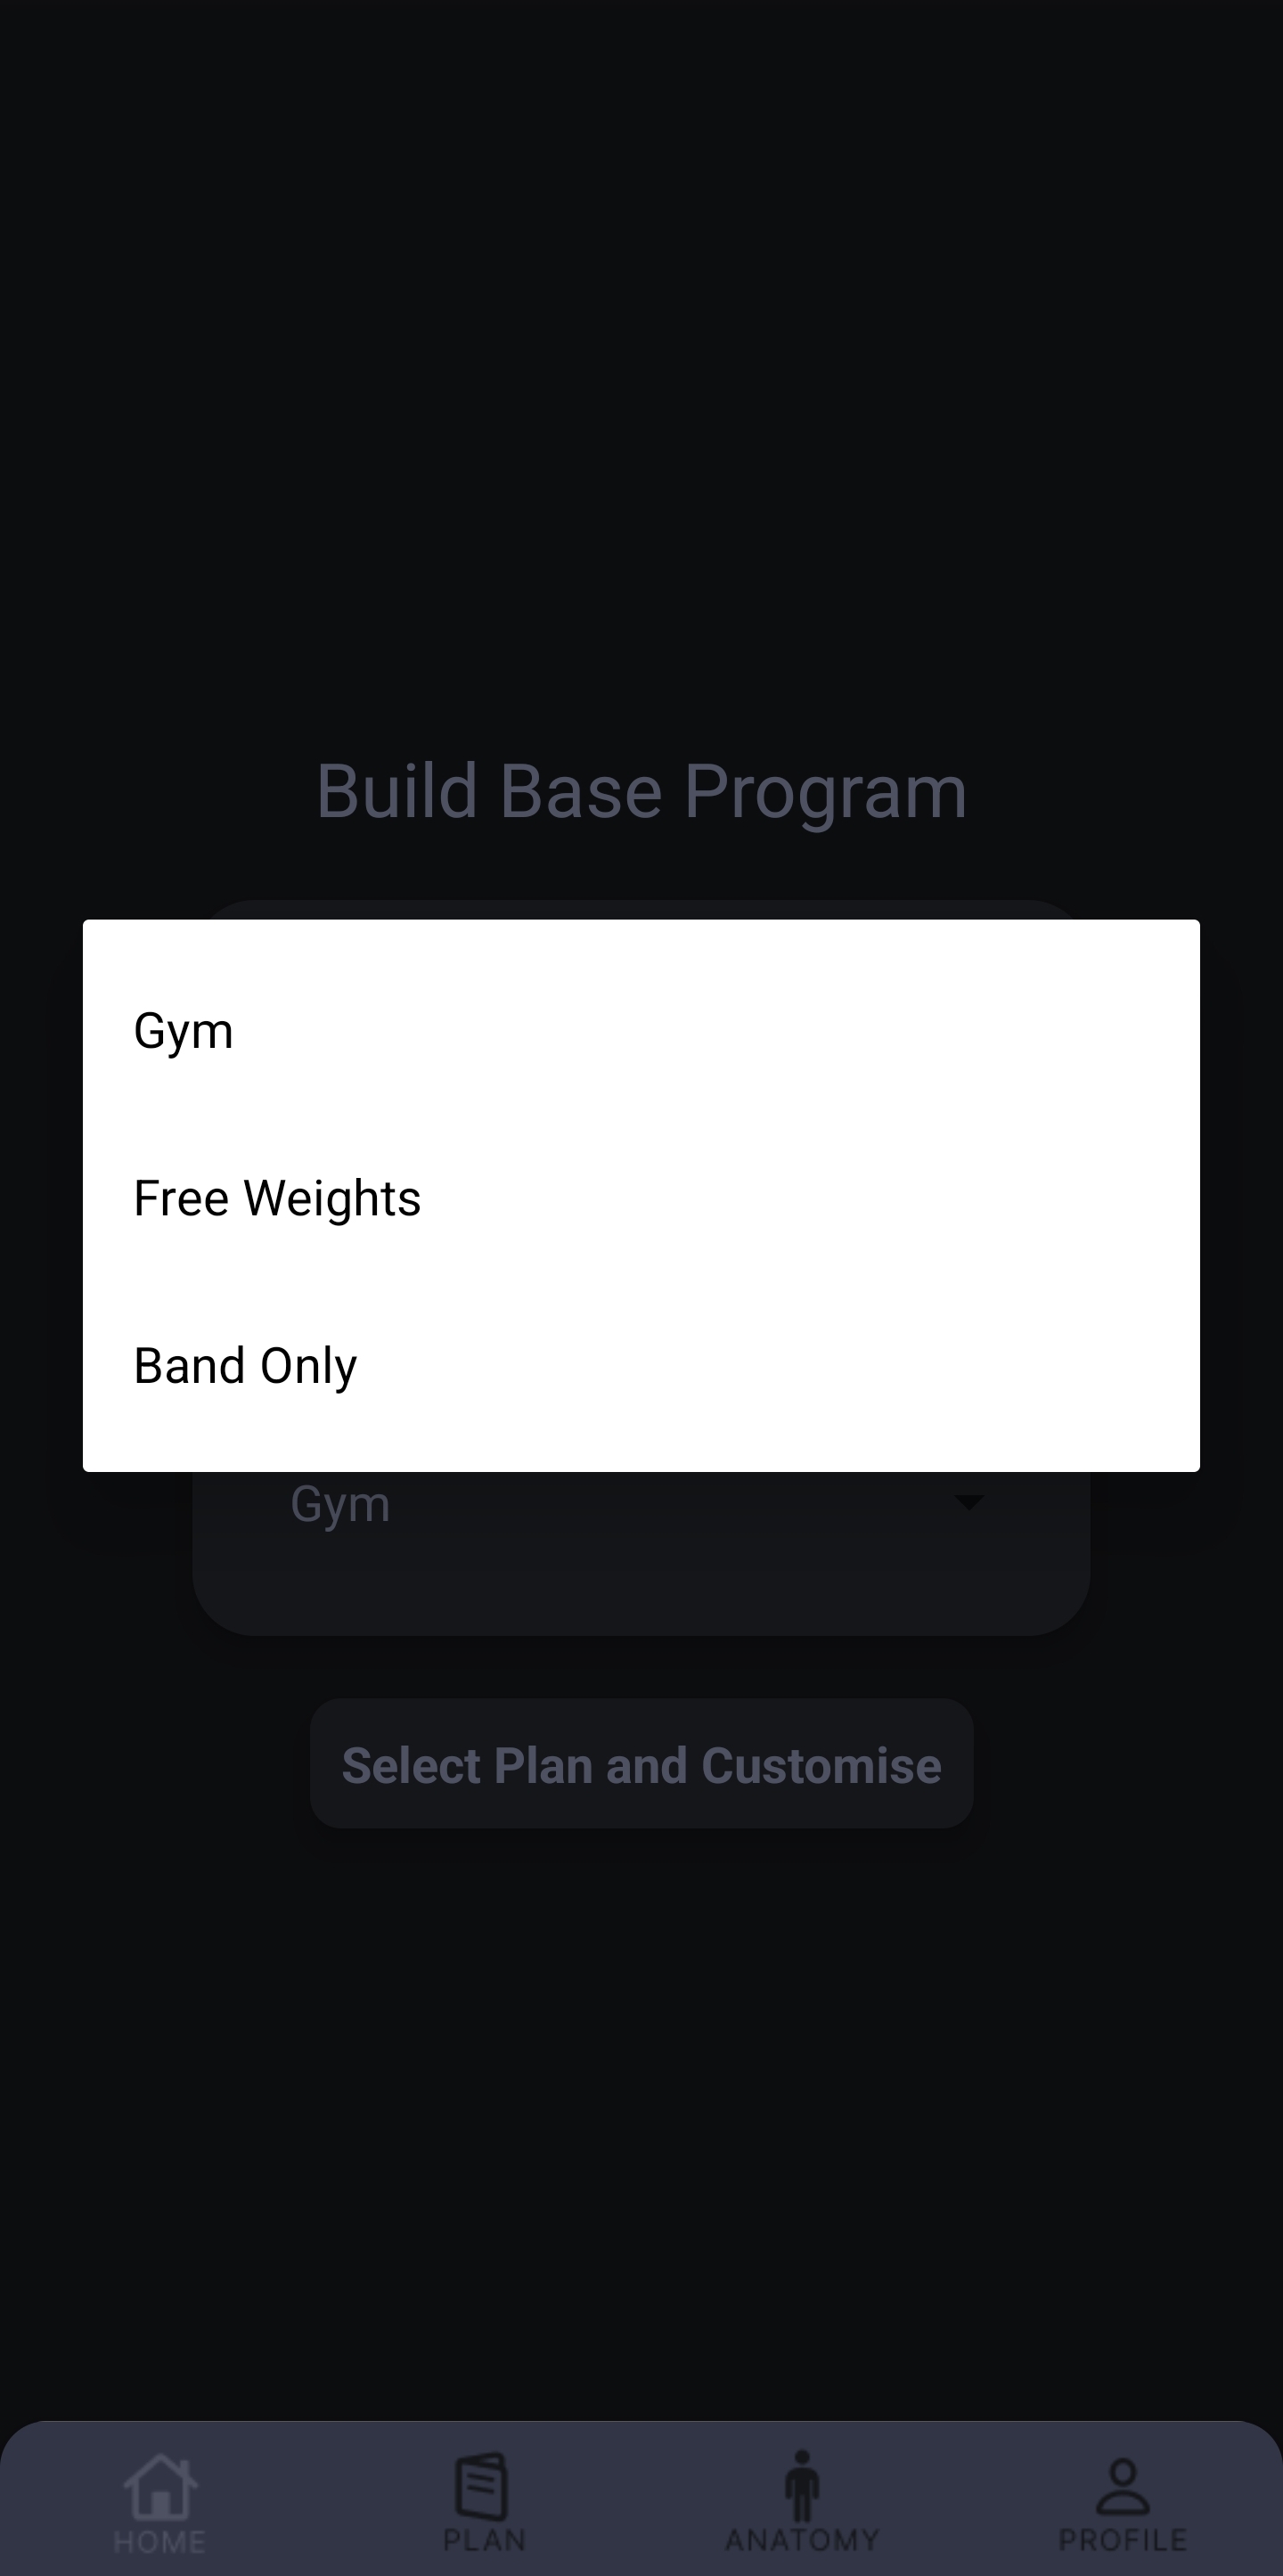 Build Base Program
Gym
Free Weights
Band Only
Gym
Select Plan and Customise
HOME
PLAN
ANATOMY
PROFILE